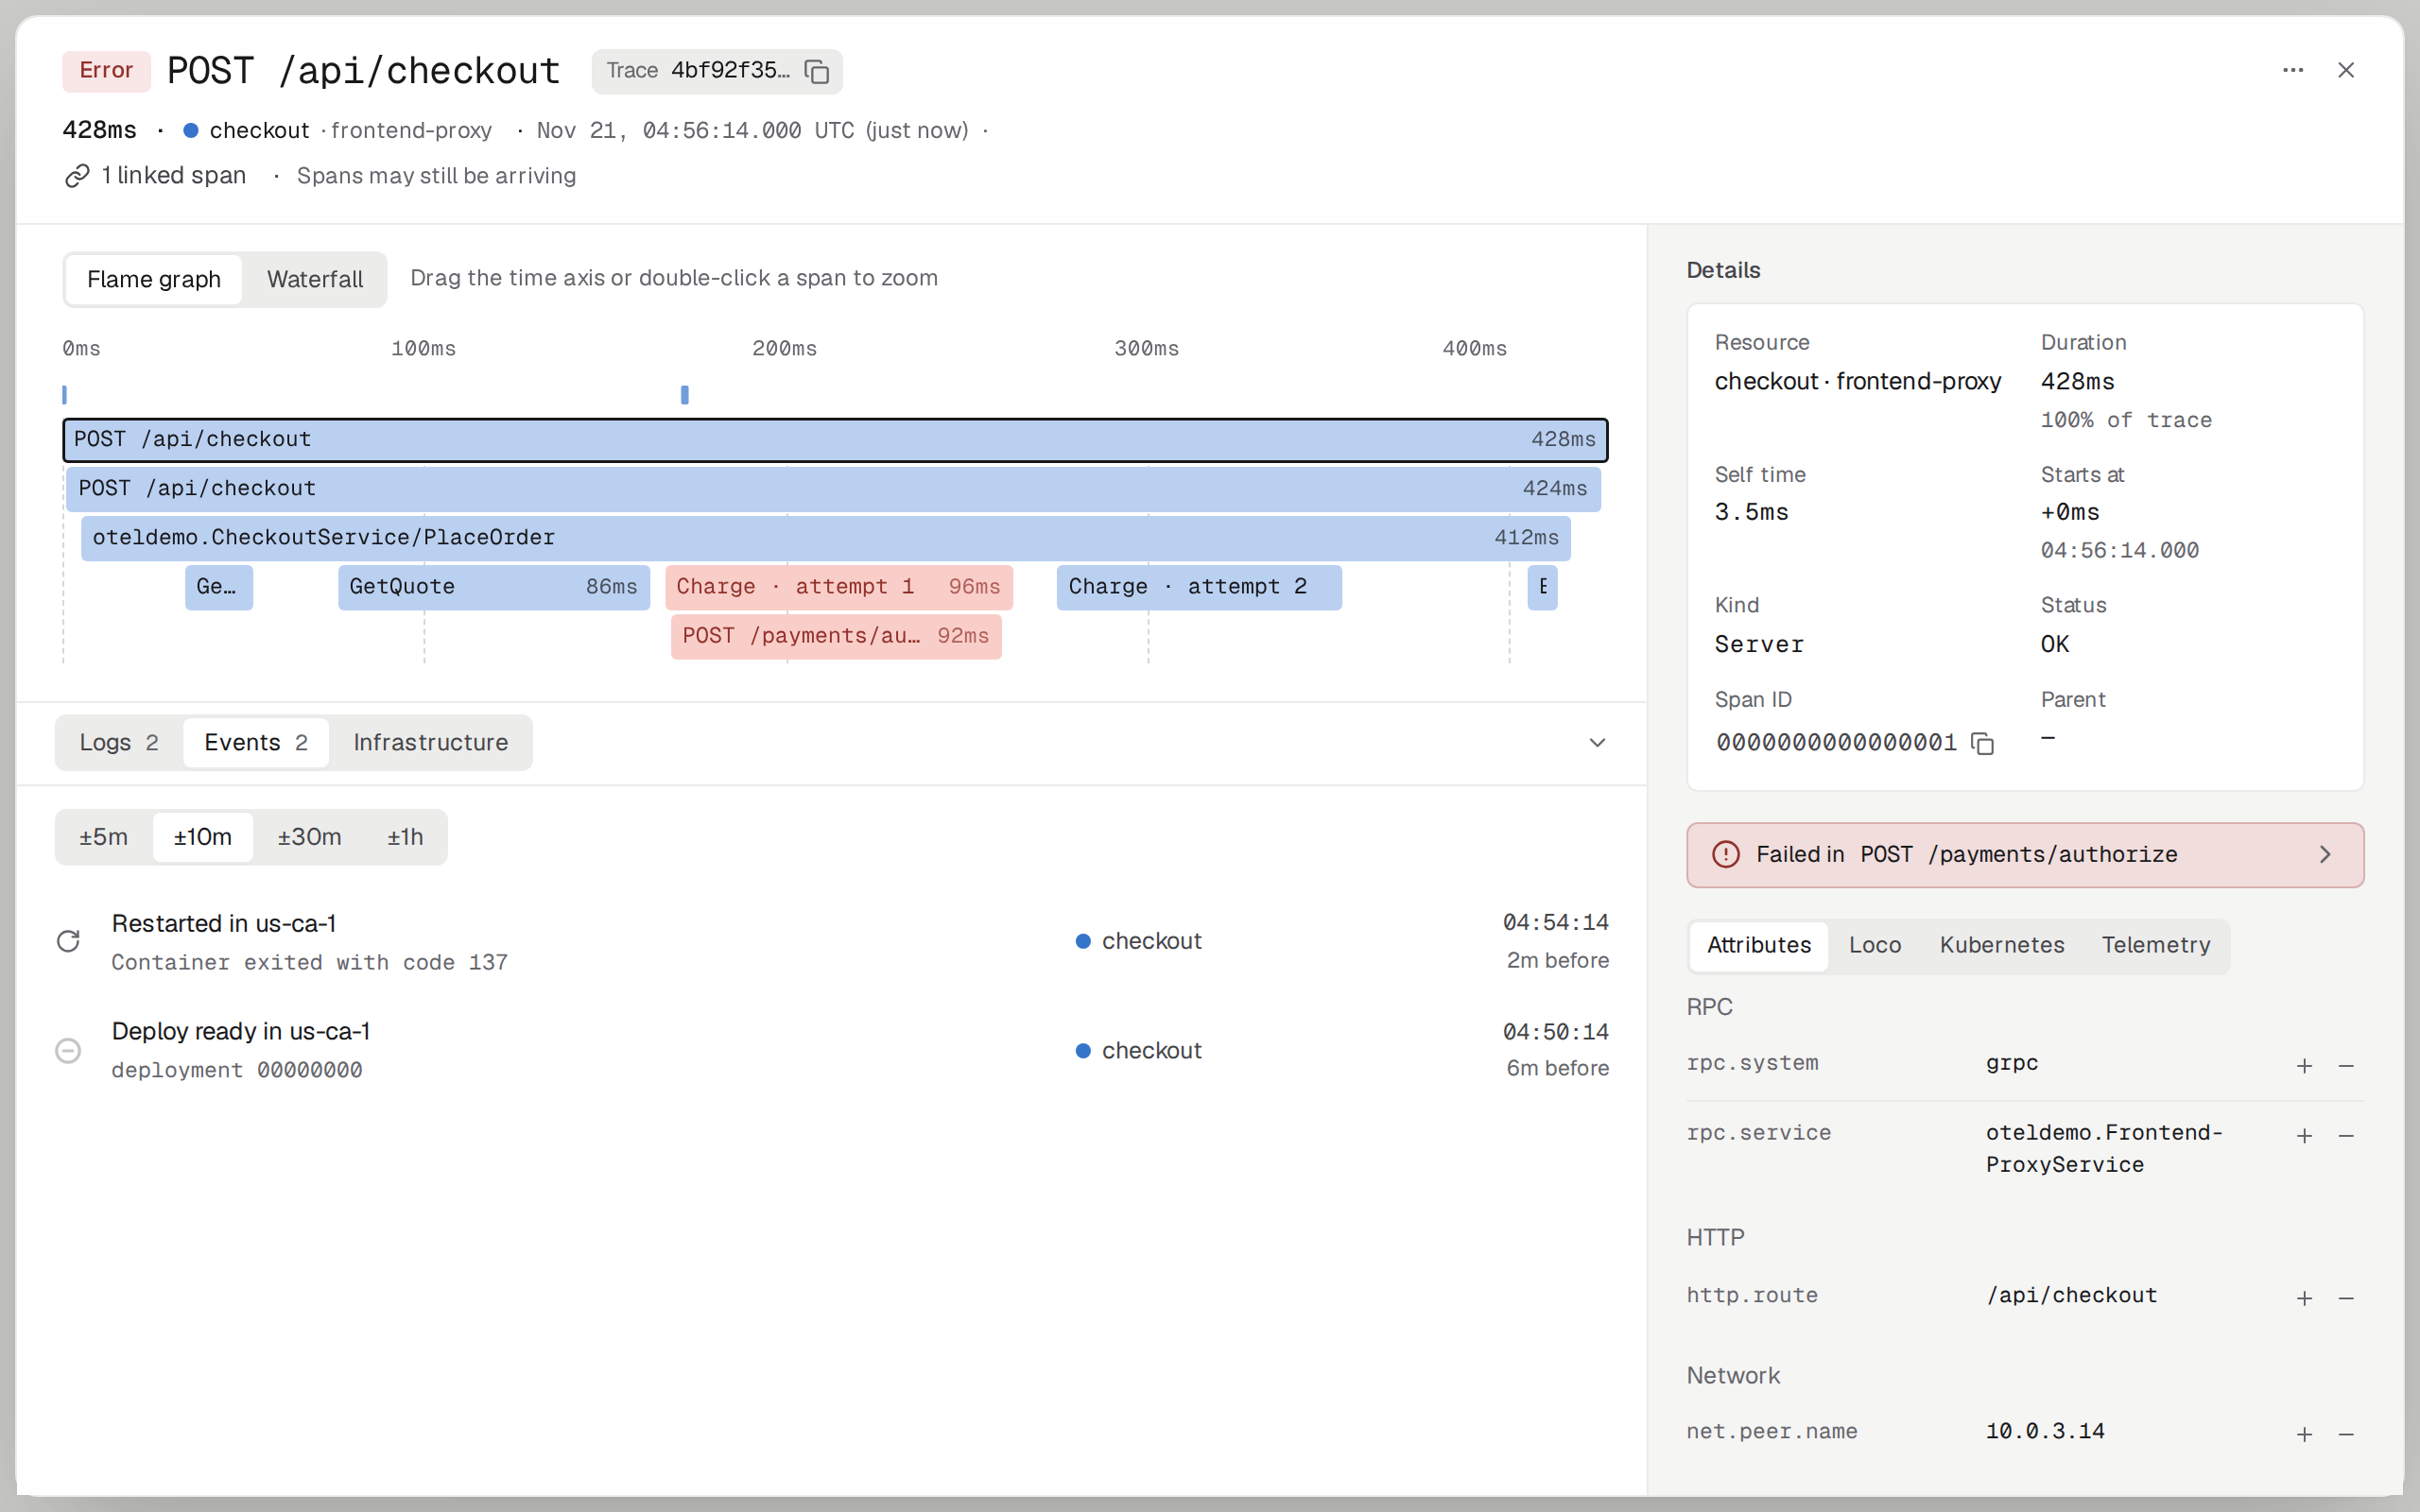 Error POST /api/checkout Trace 4bf92f35…
428ms · checkout · frontend-proxy · Nov 21, 04:56:14.000 UTC (just now) ·
1 linked span · Spans may still be arriving
Flame graph Waterfall Drag the time axis or double-click a span to zoom
0ms 100ms 200ms 300ms 400ms
POST /api/checkout 428ms
POST /api/checkout 424ms
oteldemo.CheckoutService/PlaceOrder 412ms
Ge… GetQuote 86ms Charge · attempt 1 96ms Charge · attempt 2
POST /payments/au… 92ms
Logs 2 Events 2 Infrastructure
±5m ±10m ±30m ±1h
Restarted in us-ca-1
Container exited with code 137
checkout
04:54:14
2m before
Deploy ready in us-ca-1
deployment 00000000
checkout
04:50:14
6m before
Details
Resource
checkout · frontend-proxy
Duration
428ms
100% of trace
Self time
3.5ms
Starts at
+0ms
04:56:14.000
Kind
Server
Status
OK
Span ID
0000000000000001
Parent
—
Failed in POST /payments/authorize
Attributes Loco Kubernetes Telemetry
RPC
rpc.system grpc
rpc.service oteldemo.Frontend-
ProxyService
HTTP
http.route /api/checkout
Network
net.peer.name 10.0.3.14